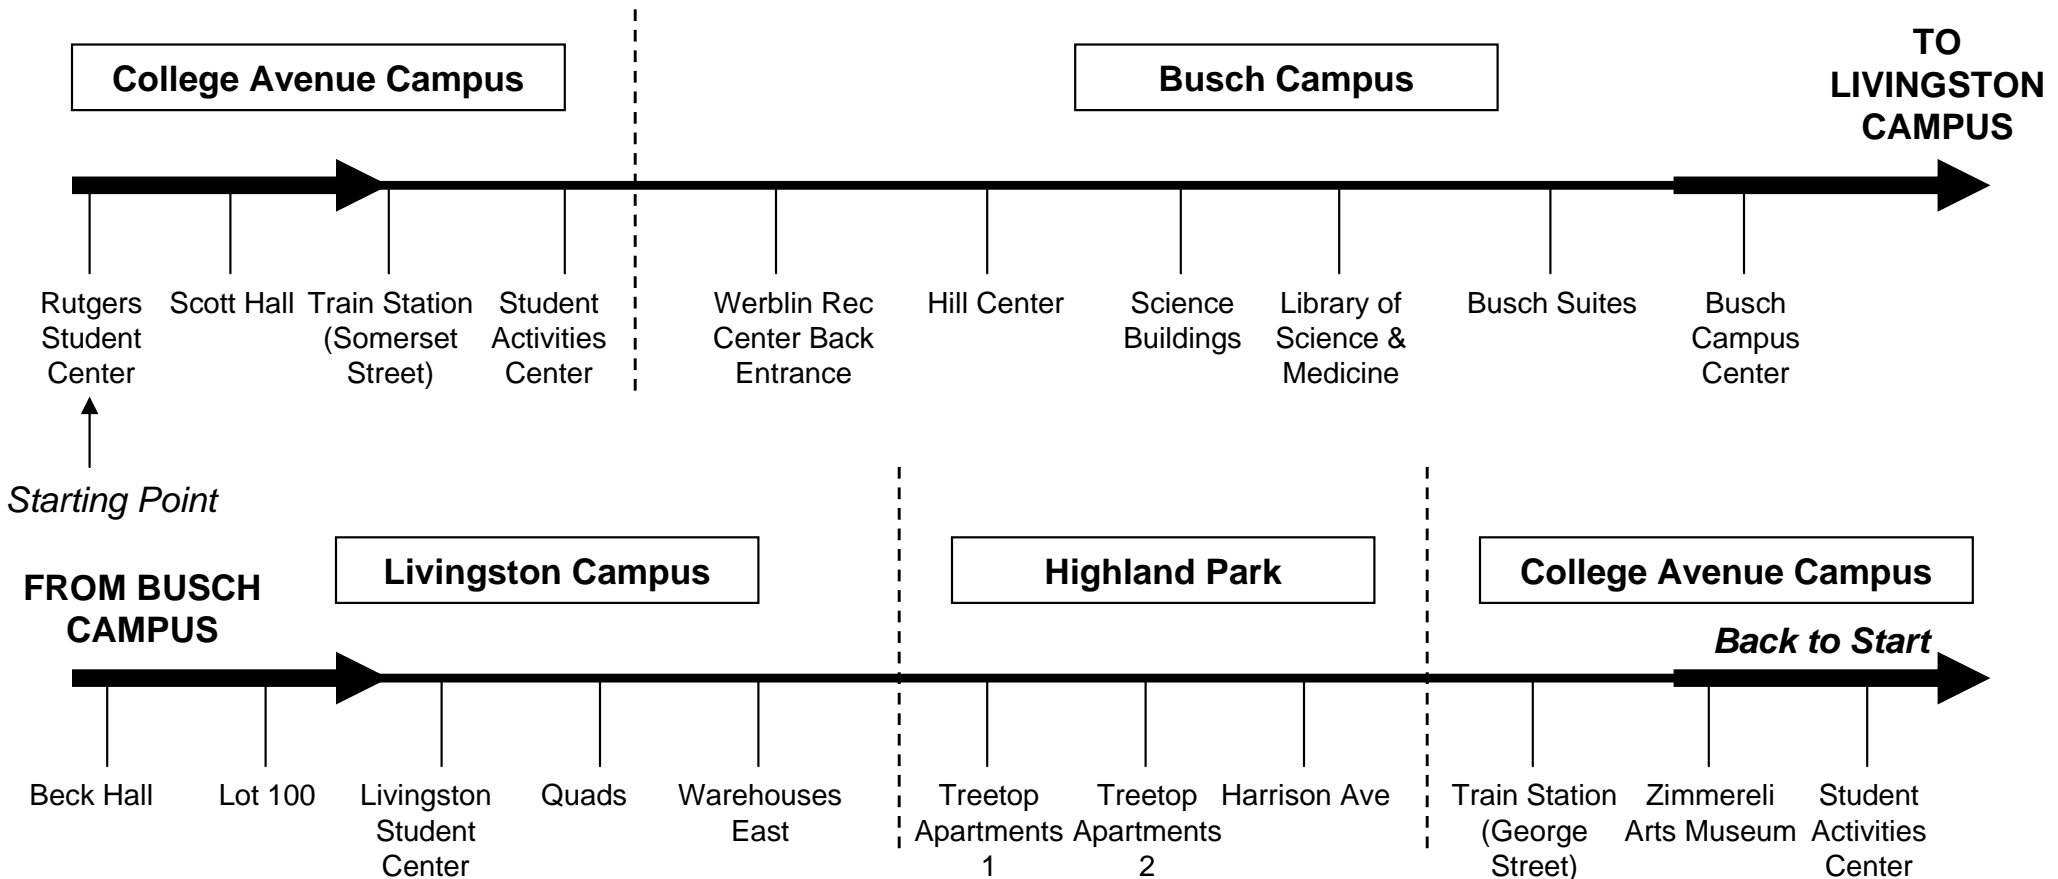 College Avenue Campus
Busch Campus
TO
LIVINGSTON
CAMPUS
Rutgers
Student
Center
Scott Hall
Train Station
(Somerset
Street)
Student
Activities
Center
Werblin Rec
Center Back
Entrance
Hill Center
Science
Buildings
Library of
Science &
Medicine
Busch Suites
Busch
Campus
Center
Starting Point
FROM BUSCH
CAMPUS
Livingston Campus
Highland Park
College Avenue Campus
Back to Start
Beck Hall
Lot 100
Livingston
Student
Center
Quads
Warehouses
East
Treetop
Apartments
1
Treetop
Apartments
2
Harrison Ave
Train Station
(George
Street)
Zimmereli
Arts Museum
Student
Activities
Center